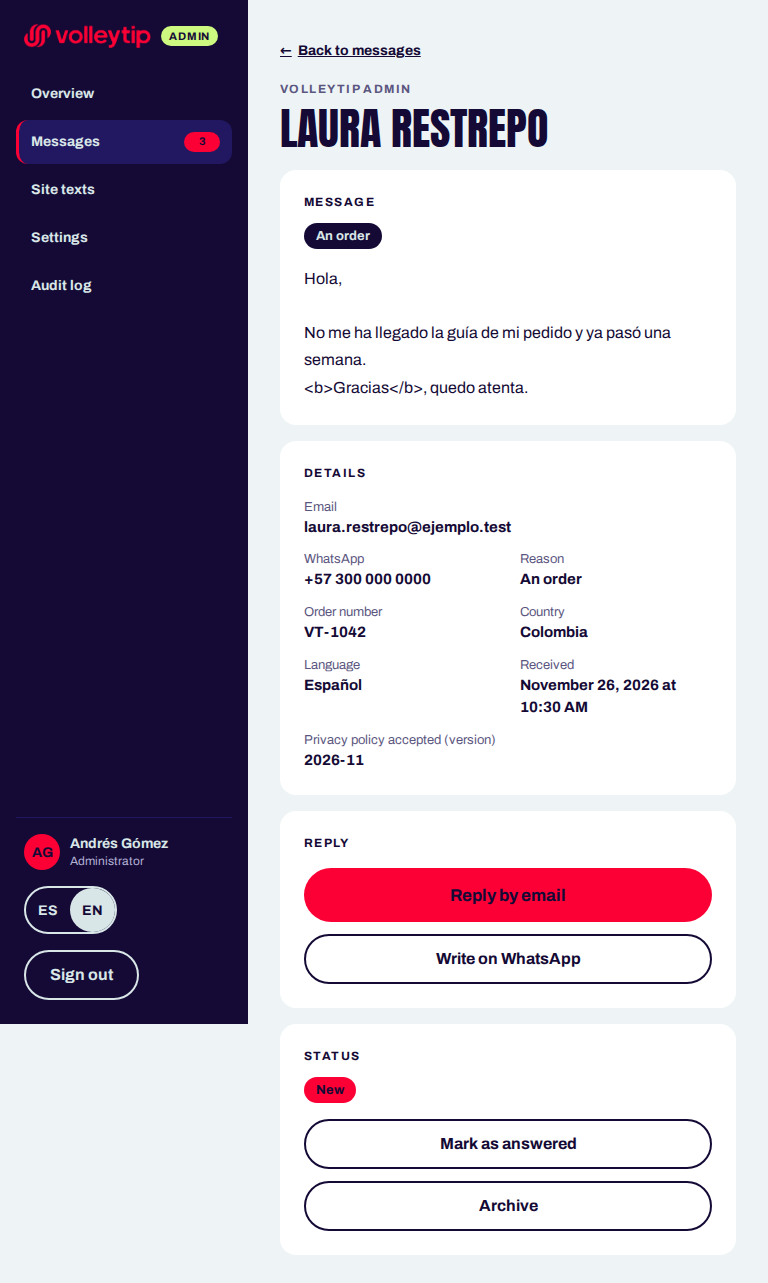 volleytip ADMIN
Overview
Messages 3
Site texts
Settings
Audit log
Andrés Gómez
AG
Administrator
ES EN
Sign out
← Back to messages
VOLLEYTIP ADMIN
LAURA RESTREPO
MESSAGE
An order
Hola,
No me ha llegado la guía de mi pedido y ya pasó una
semana.
<b>Gracias</b>, quedo atenta.
DETAILS
Email
laura.restrepo@ejemplo.test
WhatsApp Reason
+57 300 000 0000 An order
Order number Country
VT-1042 Colombia
Language Received
Español November 26, 2026 at
10:30 AM
Privacy policy accepted (version)
2026-11
REPLY
Reply by email
Write on WhatsApp
STATUS
New
Mark as answered
Archive